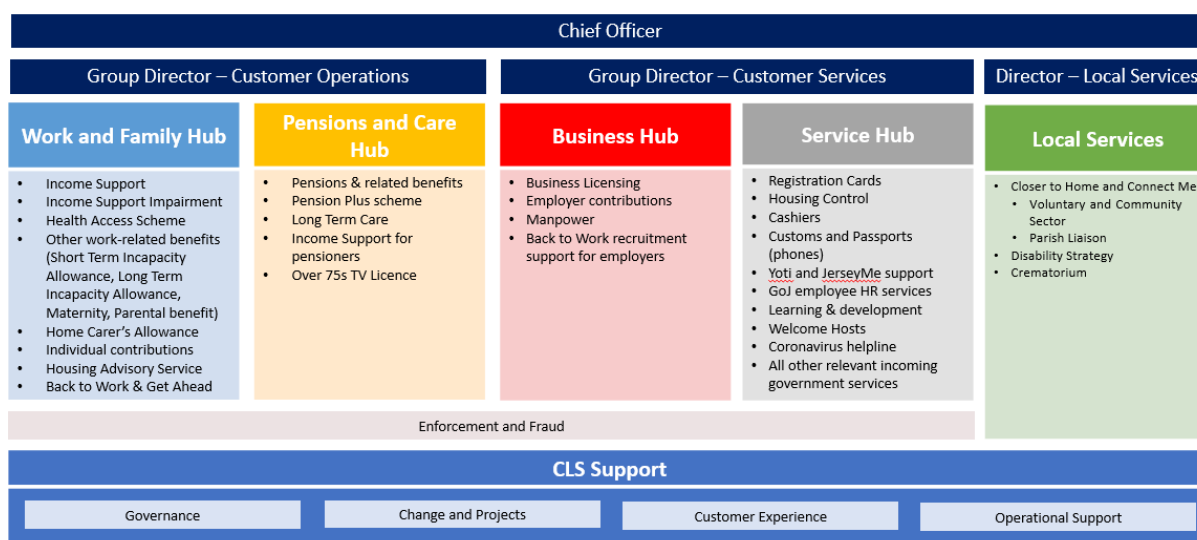 Chief Officer
Group Director – Customer Operations
Group Director – Customer Services
Director – Local Services
Work and Family Hub
• Income Support
• Income Support Impairment
• Health Access Scheme
• Other work-related benefits
(Short Term Incapacity
Allowance, Long Term
Incapacity Allowance,
Maternity, Parental benefit)
• Home Carer's Allowance
• Individual contributions
• Housing Advisory Service
• Back to Work & Get Ahead
Pensions and Care
Hub
• Pensions & related benefits
• Pension Plus scheme
• Long Term Care
• Income Support for
pensioners
• Over 75s TV Licence
Business Hub
• Business Licensing
• Employer contributions
• Manpower
• Back to Work recruitment
support for employers
Service Hub
• Registration Cards
• Housing Control
• Cashiers
• Customs and Passports
(phones)
• Yoti and JerseyMe support
• GoJ employee HR services
• Learning & development
• Welcome Hosts
• Coronavirus helpline
• All other relevant incoming
government services
Local Services
• Closer to Home and Connect Me
• Voluntary and Community
Sector
• Parish Liaison
• Disability Strategy
• Crematorium
Enforcement and Fraud
CLS Support
Governance
Change and Projects
Customer Experience
Operational Support